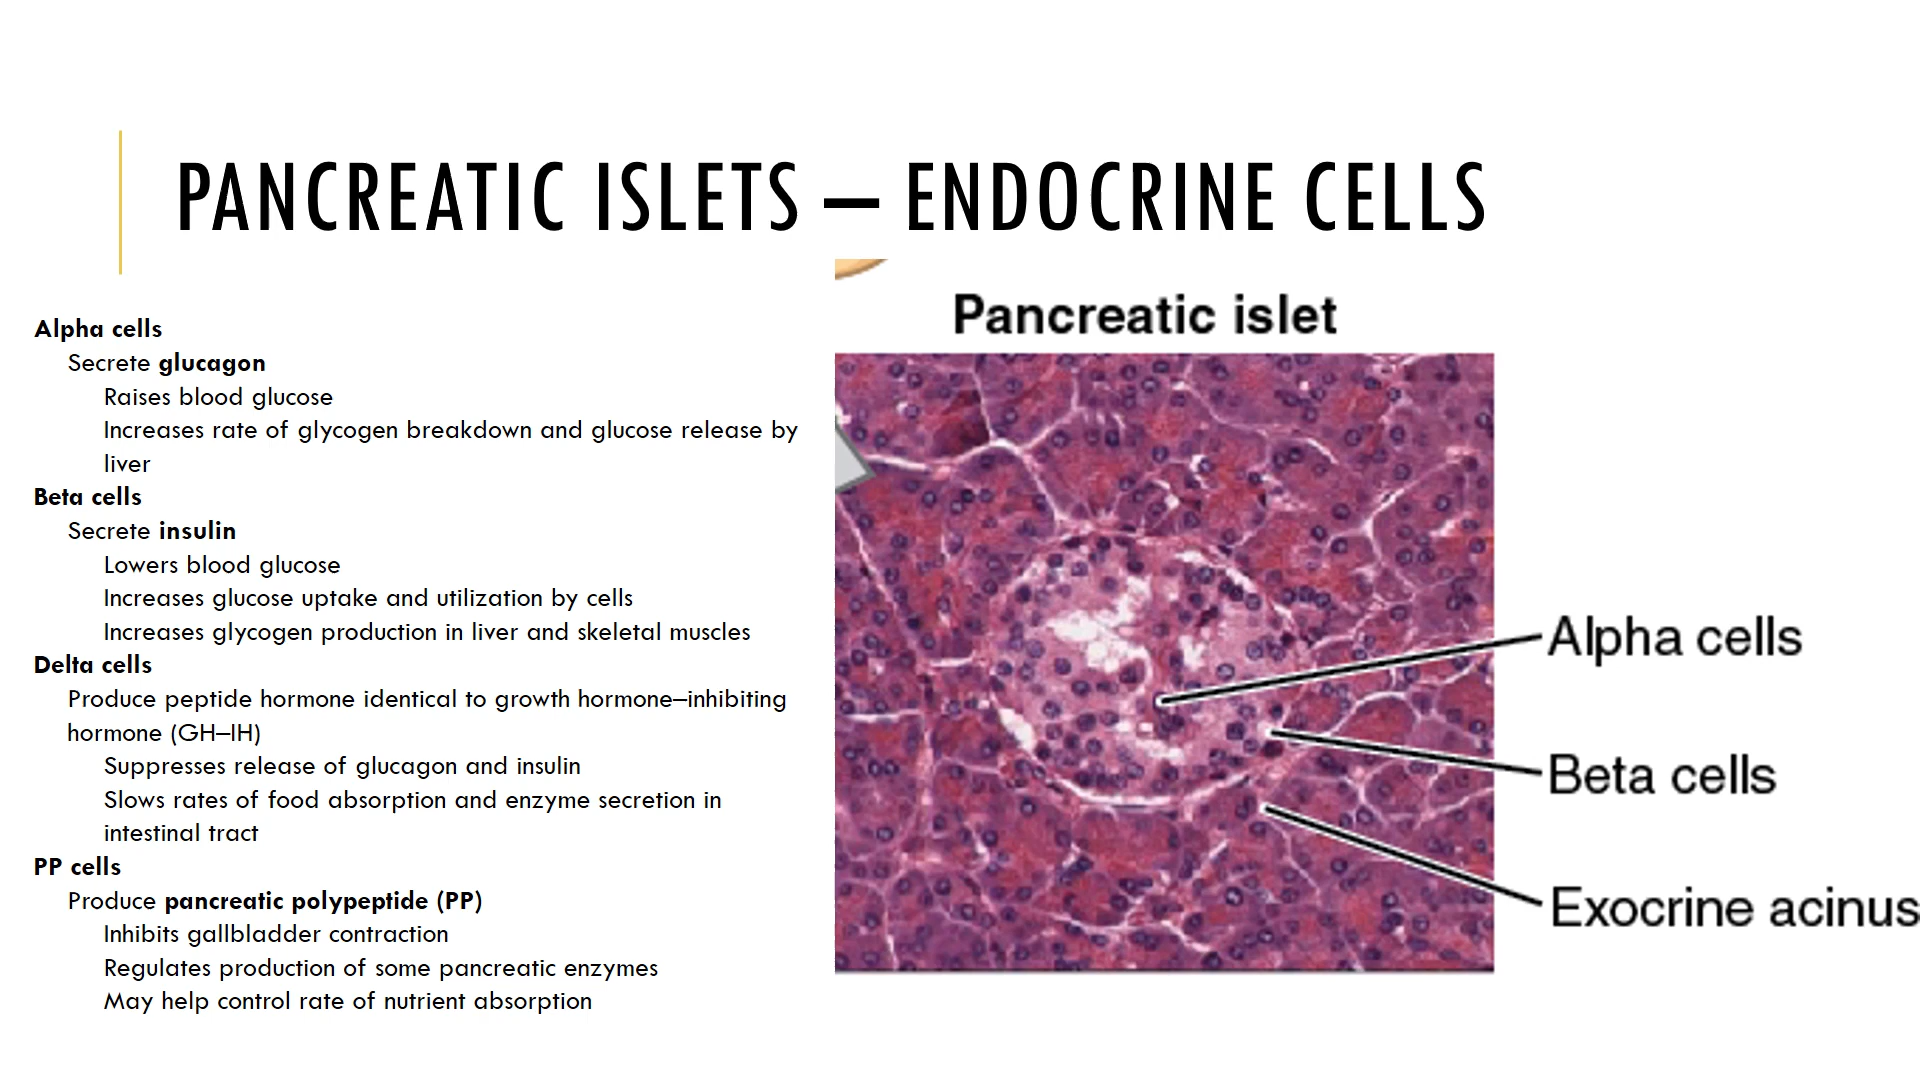 PANCREATIC ISLETS – ENDOCRINE CELLS
Alpha cells
Secrete glucagon
Raises blood glucose
Increases rate of glycogen breakdown and glucose release by
liver
Beta cells
Secrete insulin
Lowers blood glucose
Increases glucose uptake and utilization by cells
Increases glycogen production in liver and skeletal muscles
Delta cells
Produce peptide hormone identical to growth hormone–inhibiting
hormone (GH–IH)
Suppresses release of glucagon and insulin
Slows rates of food absorption and enzyme secretion in
intestinal tract
PP cells
Produce pancreatic polypeptide (PP)
Inhibits gallbladder contraction
Regulates production of some pancreatic enzymes
May help control rate of nutrient absorption
Pancreatic islet
Alpha cells
Beta cells
Exocrine acinus